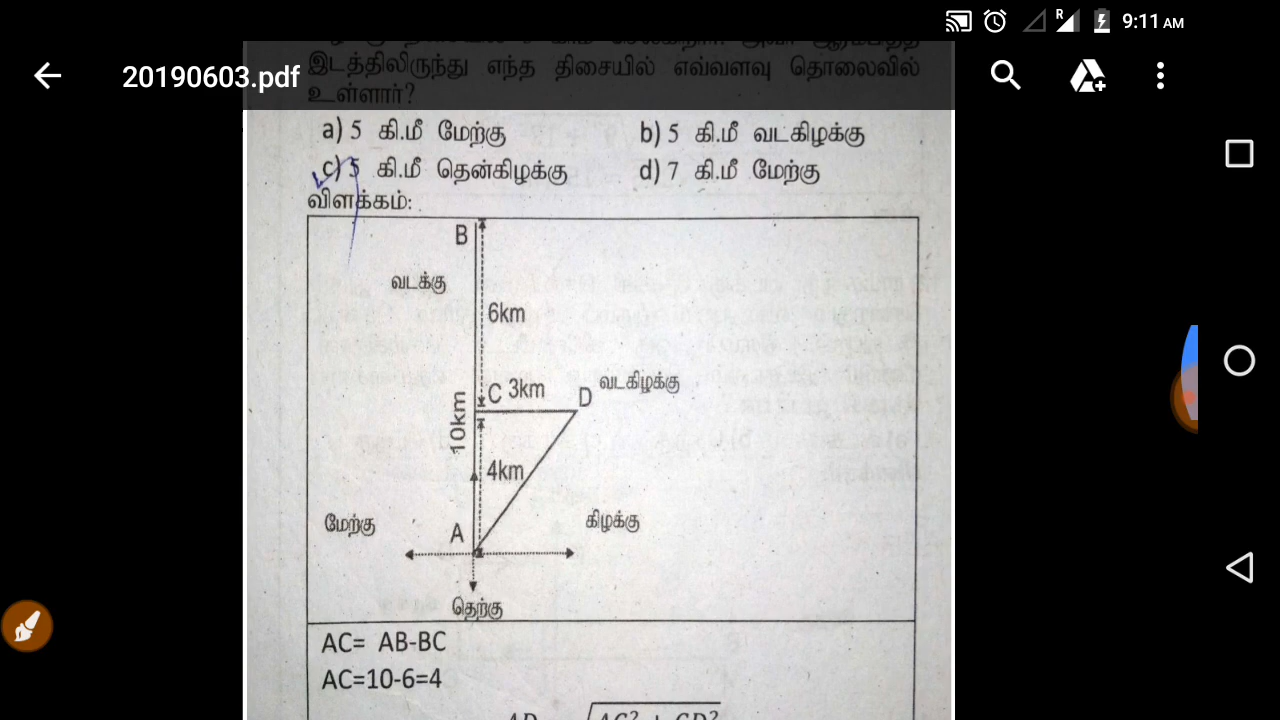 R
9:11 AM
20190603.pdf
இடத்திலிருந்து எந்த திசையில் எவ்வளவு தொலைவில்
உள்ளார்?
a) 5 கி.மீ மேற்கு b) 5 கி.மீ வடகிழக்கு
c) 5 கி.மீ தென்கிழக்கு d) 7 கி.மீ மேற்கு
விளக்கம்:
B
வடக்கு
6km
C 3km D வடகிழக்கு
10km
4km
மேற்கு A கிழக்கு
தெற்கு
AC= AB-BC
AC=10-6=4